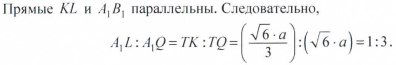 Прямые KL и A₁B₁ параллельны. Следовательно,
A₁L : A₁Q = TK : TQ = (√6 · a / 3) : (√6 · a) = 1 : 3.